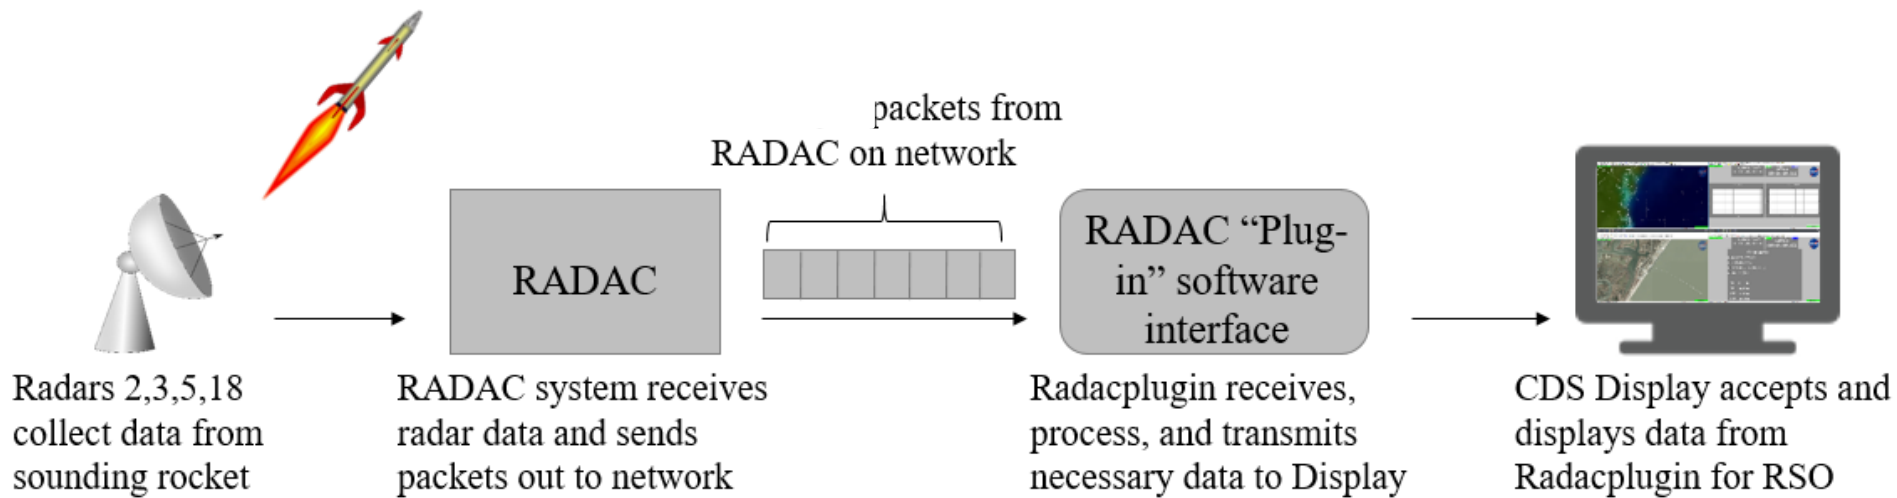 packets from
RADAC on network
RADAC
RADAC “Plug-
in” software
interface
Radars 2,3,5,18
collect data from
sounding rocket
RADAC system receives
radar data and sends
packets out to network
Radacplugin receives,
process, and transmits
necessary data to Display
CDS Display accepts and
displays data from
Radacplugin for RSO